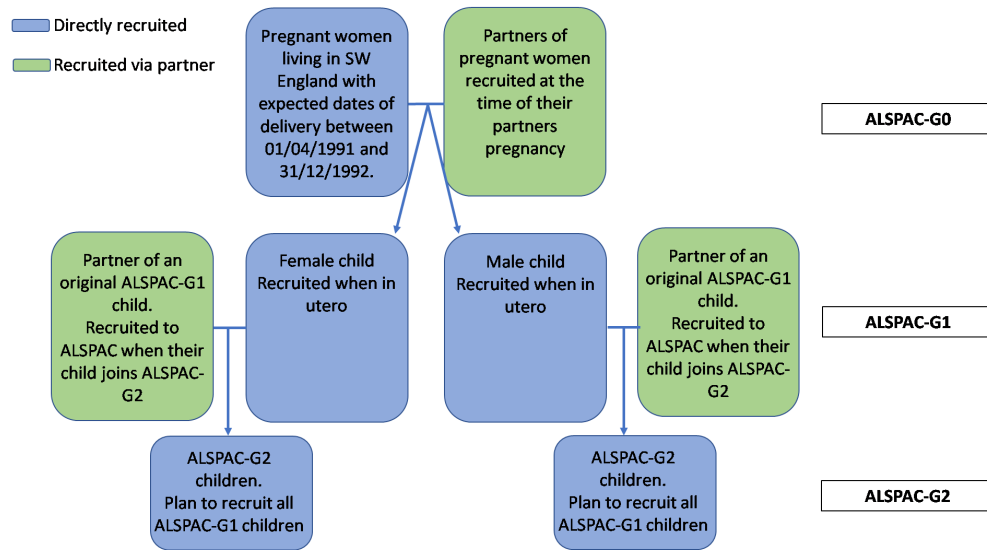 Directly recruited
Recruited via partner
Pregnant women
living in SW
England with
expected dates of
delivery between
01/04/1991 and
31/12/1992.
Partners of
pregnant women
recruited at the
time of their
partners
pregnancy
ALSPAC-G0
Partner of an
original ALSPAC-G1
child.
Recruited to
ALSPAC when their
child joins ALSPAC-
G2
Female child
Recruited when in
utero
Male child
Recruited when in
utero
Partner of an
original ALSPAC-G1
child.
Recruited to
ALSPAC when their
child joins ALSPAC-
G2
ALSPAC-G1
ALSPAC-G2
children.
Plan to recruit all
ALSPAC-G1 children
ALSPAC-G2
children.
Plan to recruit all
ALSPAC-G1 children
ALSPAC-G2